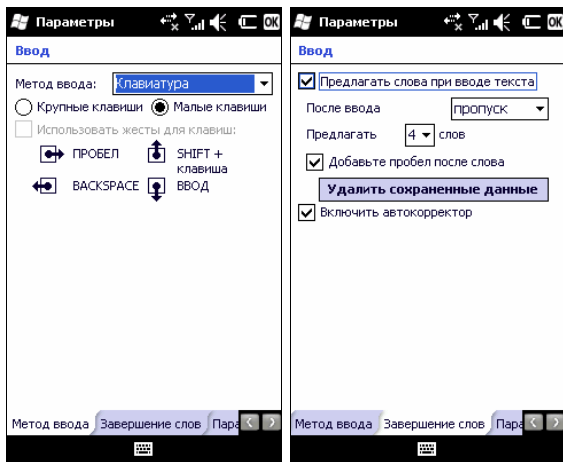 Параметры
OK
Ввод
Метод ввода: Клавиатура
Крупные клавиши Малые клавиши
Использовать жесты для клавиш:
ПРОБЕЛ SHIFT +
клавиша
BACKSPACE ВВОД
Метод ввода Завершение слов Пара
Параметры
OK
Ввод
Предлагать слова при вводе текста
После ввода пропуск
Предлагать 4 слов
Добавьте пробел после слова
Удалить сохраненные данные
Включить автокорректор
Метод ввода Завершение слов Пара